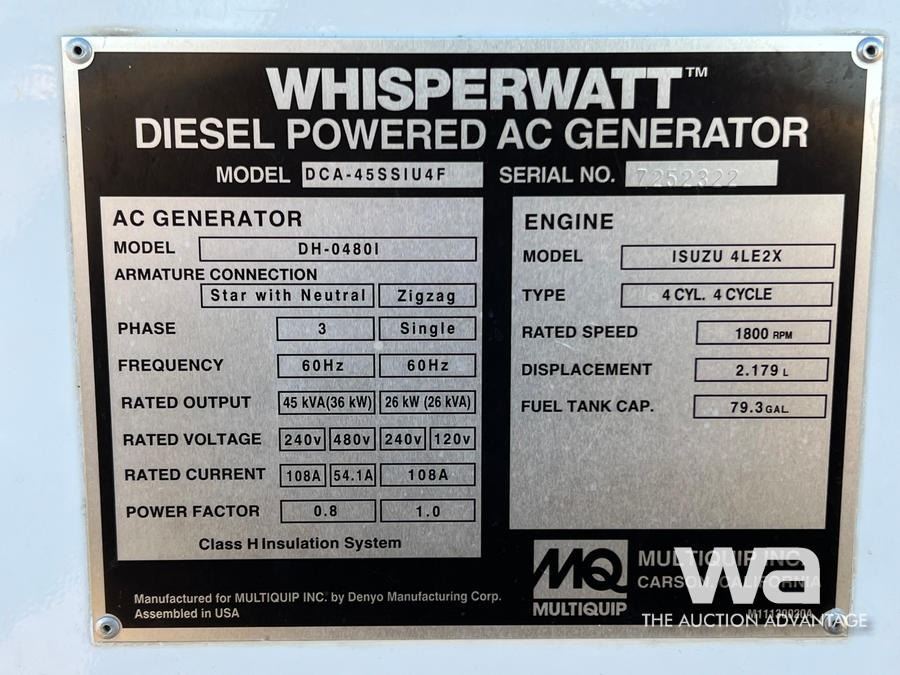 WHISPERWATT™
DIESEL POWERED AC GENERATOR
MODEL DCA-45SSIU4F SERIAL NO. 7252322
AC GENERATOR
MODEL DH-0480I
ARMATURE CONNECTION
Star with Neutral Zigzag
PHASE 3 Single
FREQUENCY 60Hz 60Hz
RATED OUTPUT 45 kVA(36 kW) 26 kW (26 kVA)
RATED VOLTAGE 240v 480v 240v 120v
RATED CURRENT 108A 54.1A 108A
POWER FACTOR 0.8 1.0
Class H Insulation System
ENGINE
MODEL ISUZU 4LE2X
TYPE 4 CYL. 4 CYCLE
RATED SPEED 1800 RPM
DISPLACEMENT 2.179 L
FUEL TANK CAP. 79.3 GAL.
Manufactured for MULTIQUIP INC. by Denyo Manufacturing Corp.
Assembled in USA
MQ
MULTIQUIP
MULTIQUIP INC.
CARSON, CALIFORNIA
wa
THE AUCTION ADVANTAGE